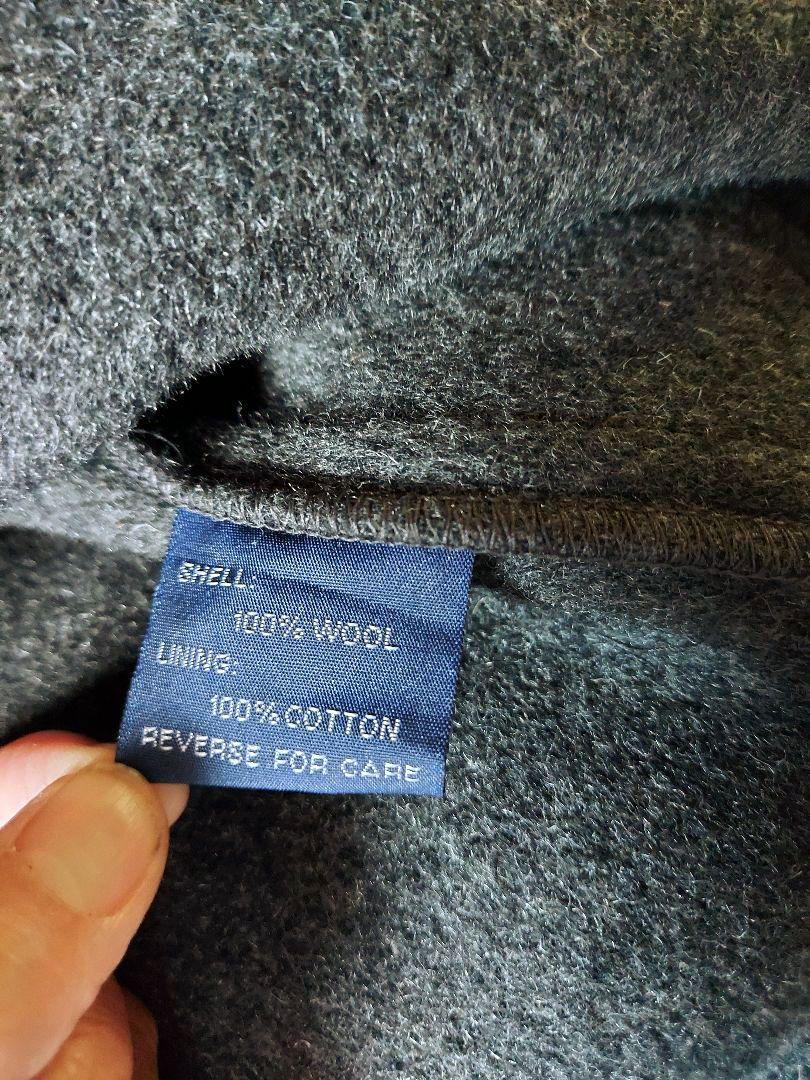 SHELL:
100% WOOL
LINING:
100% COTTON
REVERSE FOR CARE